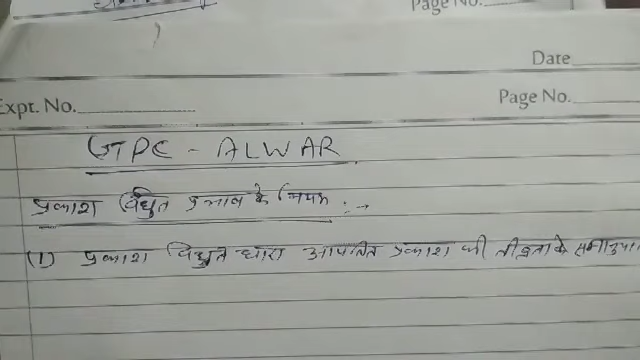 Page No.
Date
Expt. No.
Page No.
GTPC - ALWAR
प्रकाश विधुत प्रभाव के नियम :→
(1) प्रकाश विधुत धारा आपतित प्रकाश की तीव्रता के समानुपा